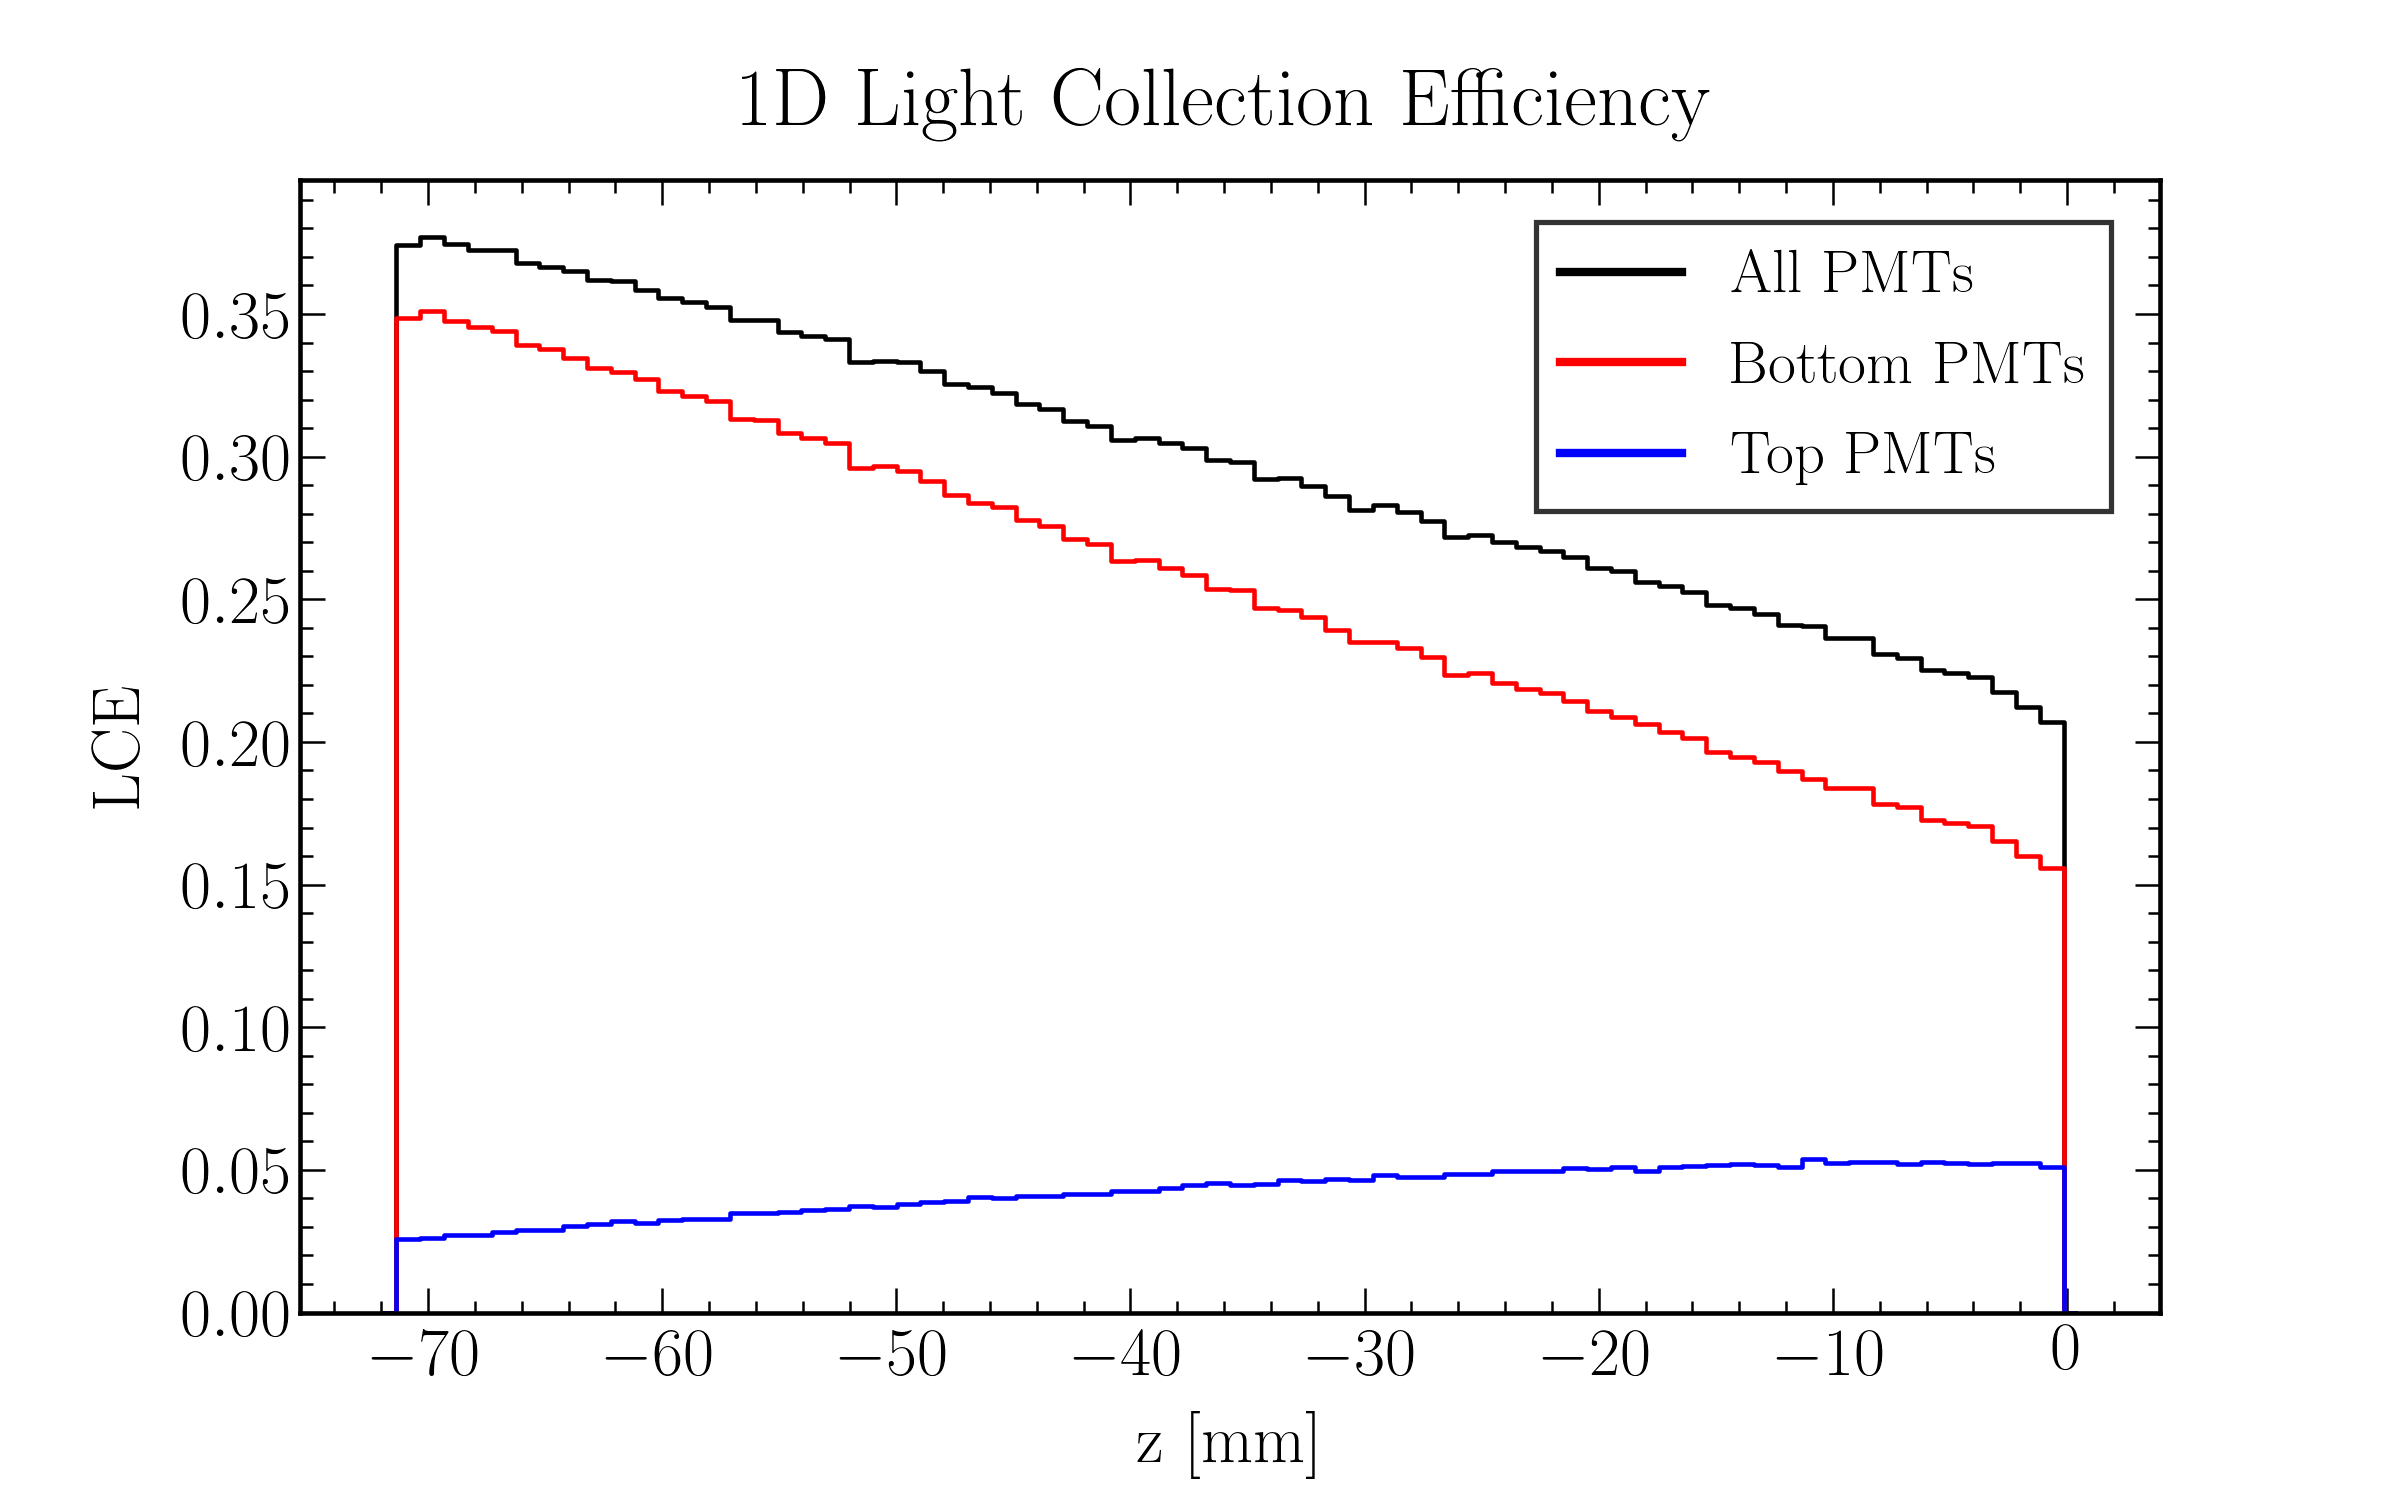 1D Light Collection Efficiency
All PMTs
Bottom PMTs
Top PMTs
LCE
0.35
0.30
0.25
0.20
0.15
0.10
0.05
0.00
−70 −60 −50 −40 −30 −20 −10 0
z [mm]